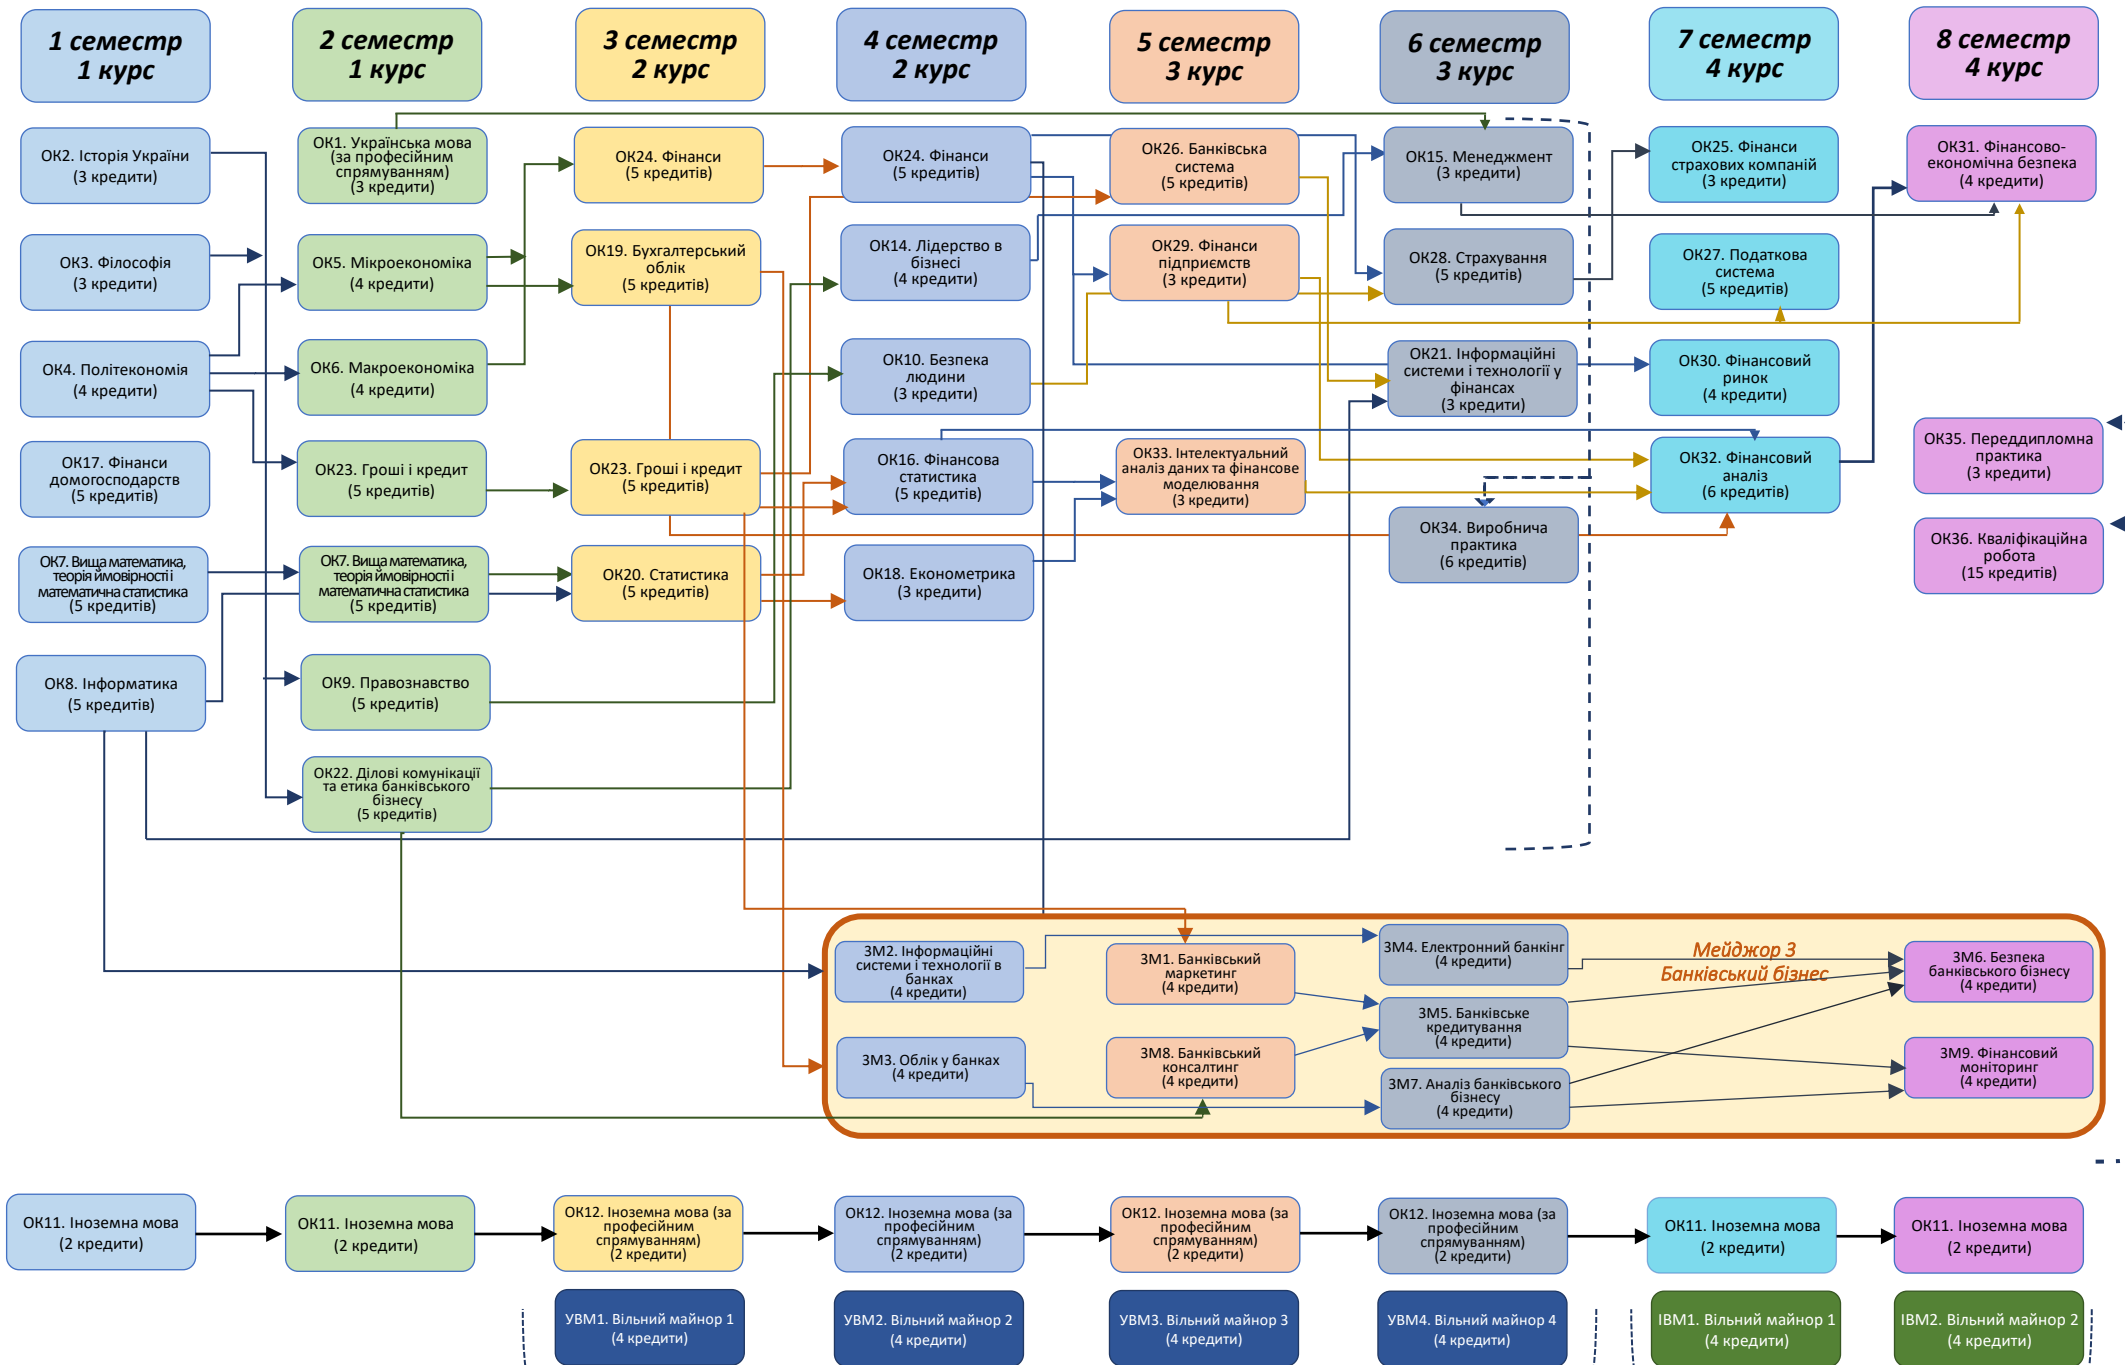 1 семестр
1 курс
2 семестр
1 курс
3 семестр
2 курс
4 семестр
2 курс
5 семестр
3 курс
6 семестр
3 курс
7 семестр
4 курс
8 семестр
4 курс
ОК2. Історія України
(3 кредити)
ОК1. Українська мова
(за професійним
спрямуванням)
(3 кредити)
ОК24. Фінанси
(5 кредитів)
ОК24. Фінанси
(5 кредитів)
ОК26. Банківська
система
(5 кредитів)
ОК15. Менеджмент
(3 кредити)
ОК25. Фінанси
страхових компаній
(3 кредити)
ОК31. Фінансово-
економічна безпека
(4 кредити)
ОК3. Філософія
(3 кредити)
ОК5. Мікроекономіка
(4 кредити)
ОК19. Бухгалтерський
облік
(5 кредитів)
ОК14. Лідерство в
бізнесі
(4 кредити)
ОК29. Фінанси
підприємств
(3 кредити)
ОК28. Страхування
(5 кредитів)
ОК27. Податкова
система
(5 кредитів)
ОК4. Політекономія
(4 кредити)
ОК6. Макроекономіка
(4 кредити)
ОК10. Безпека
людини
(3 кредити)
ОК21. Інформаційні
системи і технології у
фінансах
(3 кредити)
ОК30. Фінансовий
ринок
(4 кредити)
ОК17. Фінанси
домогосподарств
(5 кредитів)
ОК23. Гроші і кредит
(5 кредитів)
ОК23. Гроші і кредит
(5 кредитів)
ОК16. Фінансова
статистика
(5 кредитів)
ОК33. Інтелектуальний
аналіз даних та фінансове
моделювання
(3 кредити)
ОК32. Фінансовий
аналіз
(6 кредитів)
ОК35. Переддипломна
практика
(3 кредити)
ОК34. Виробнича
практика
(6 кредитів)
ОК36. Кваліфікаційна
робота
(15 кредитів)
ОК7. Вища математика,
теорія ймовірності і
математична статистика
(5 кредитів)
ОК7. Вища математика,
теорія ймовірності і
математична статистика
(5 кредитів)
ОК20. Статистика
(5 кредитів)
ОК18. Економетрика
(3 кредити)
ОК8. Інформатика
(5 кредитів)
ОК9. Правознавство
(5 кредитів)
ОК22. Ділові комунікації
та етика банківського
бізнесу
(5 кредитів)
ЗМ2. Інформаційні
системи і технології в
банках
(4 кредити)
ЗМ1. Банківський
маркетинг
(4 кредити)
ЗМ4. Електронний банкінг
(4 кредити)
Мейджор 3
Банківський бізнес
ЗМ6. Безпека
банківського бізнесу
(4 кредити)
ЗМ5. Банківське
кредитування
(4 кредити)
ЗМ3. Облік у банках
(4 кредити)
ЗМ8. Банківський
консалтинг
(4 кредити)
ЗМ7. Аналіз банківського
бізнесу
(4 кредити)
ЗМ9. Фінансовий
моніторинг
(4 кредити)
ОК11. Іноземна мова
(2 кредити)
ОК11. Іноземна мова
(2 кредити)
ОК12. Іноземна мова (за
професійним
спрямуванням)
(2 кредити)
ОК12. Іноземна мова (за
професійним
спрямуванням)
(2 кредити)
ОК12. Іноземна мова (за
професійним
спрямуванням)
(2 кредити)
ОК12. Іноземна мова (за
професійним
спрямуванням)
(2 кредити)
ОК11. Іноземна мова
(2 кредити)
ОК11. Іноземна мова
(2 кредити)
УВМ1. Вільний майнор 1
(4 кредити)
УВМ2. Вільний майнор 2
(4 кредити)
УВМ3. Вільний майнор 3
(4 кредити)
УВМ4. Вільний майнор 4
(4 кредити)
ІВМ1. Вільний майнор 1
(4 кредити)
ІВМ2. Вільний майнор 2
(4 кредити)